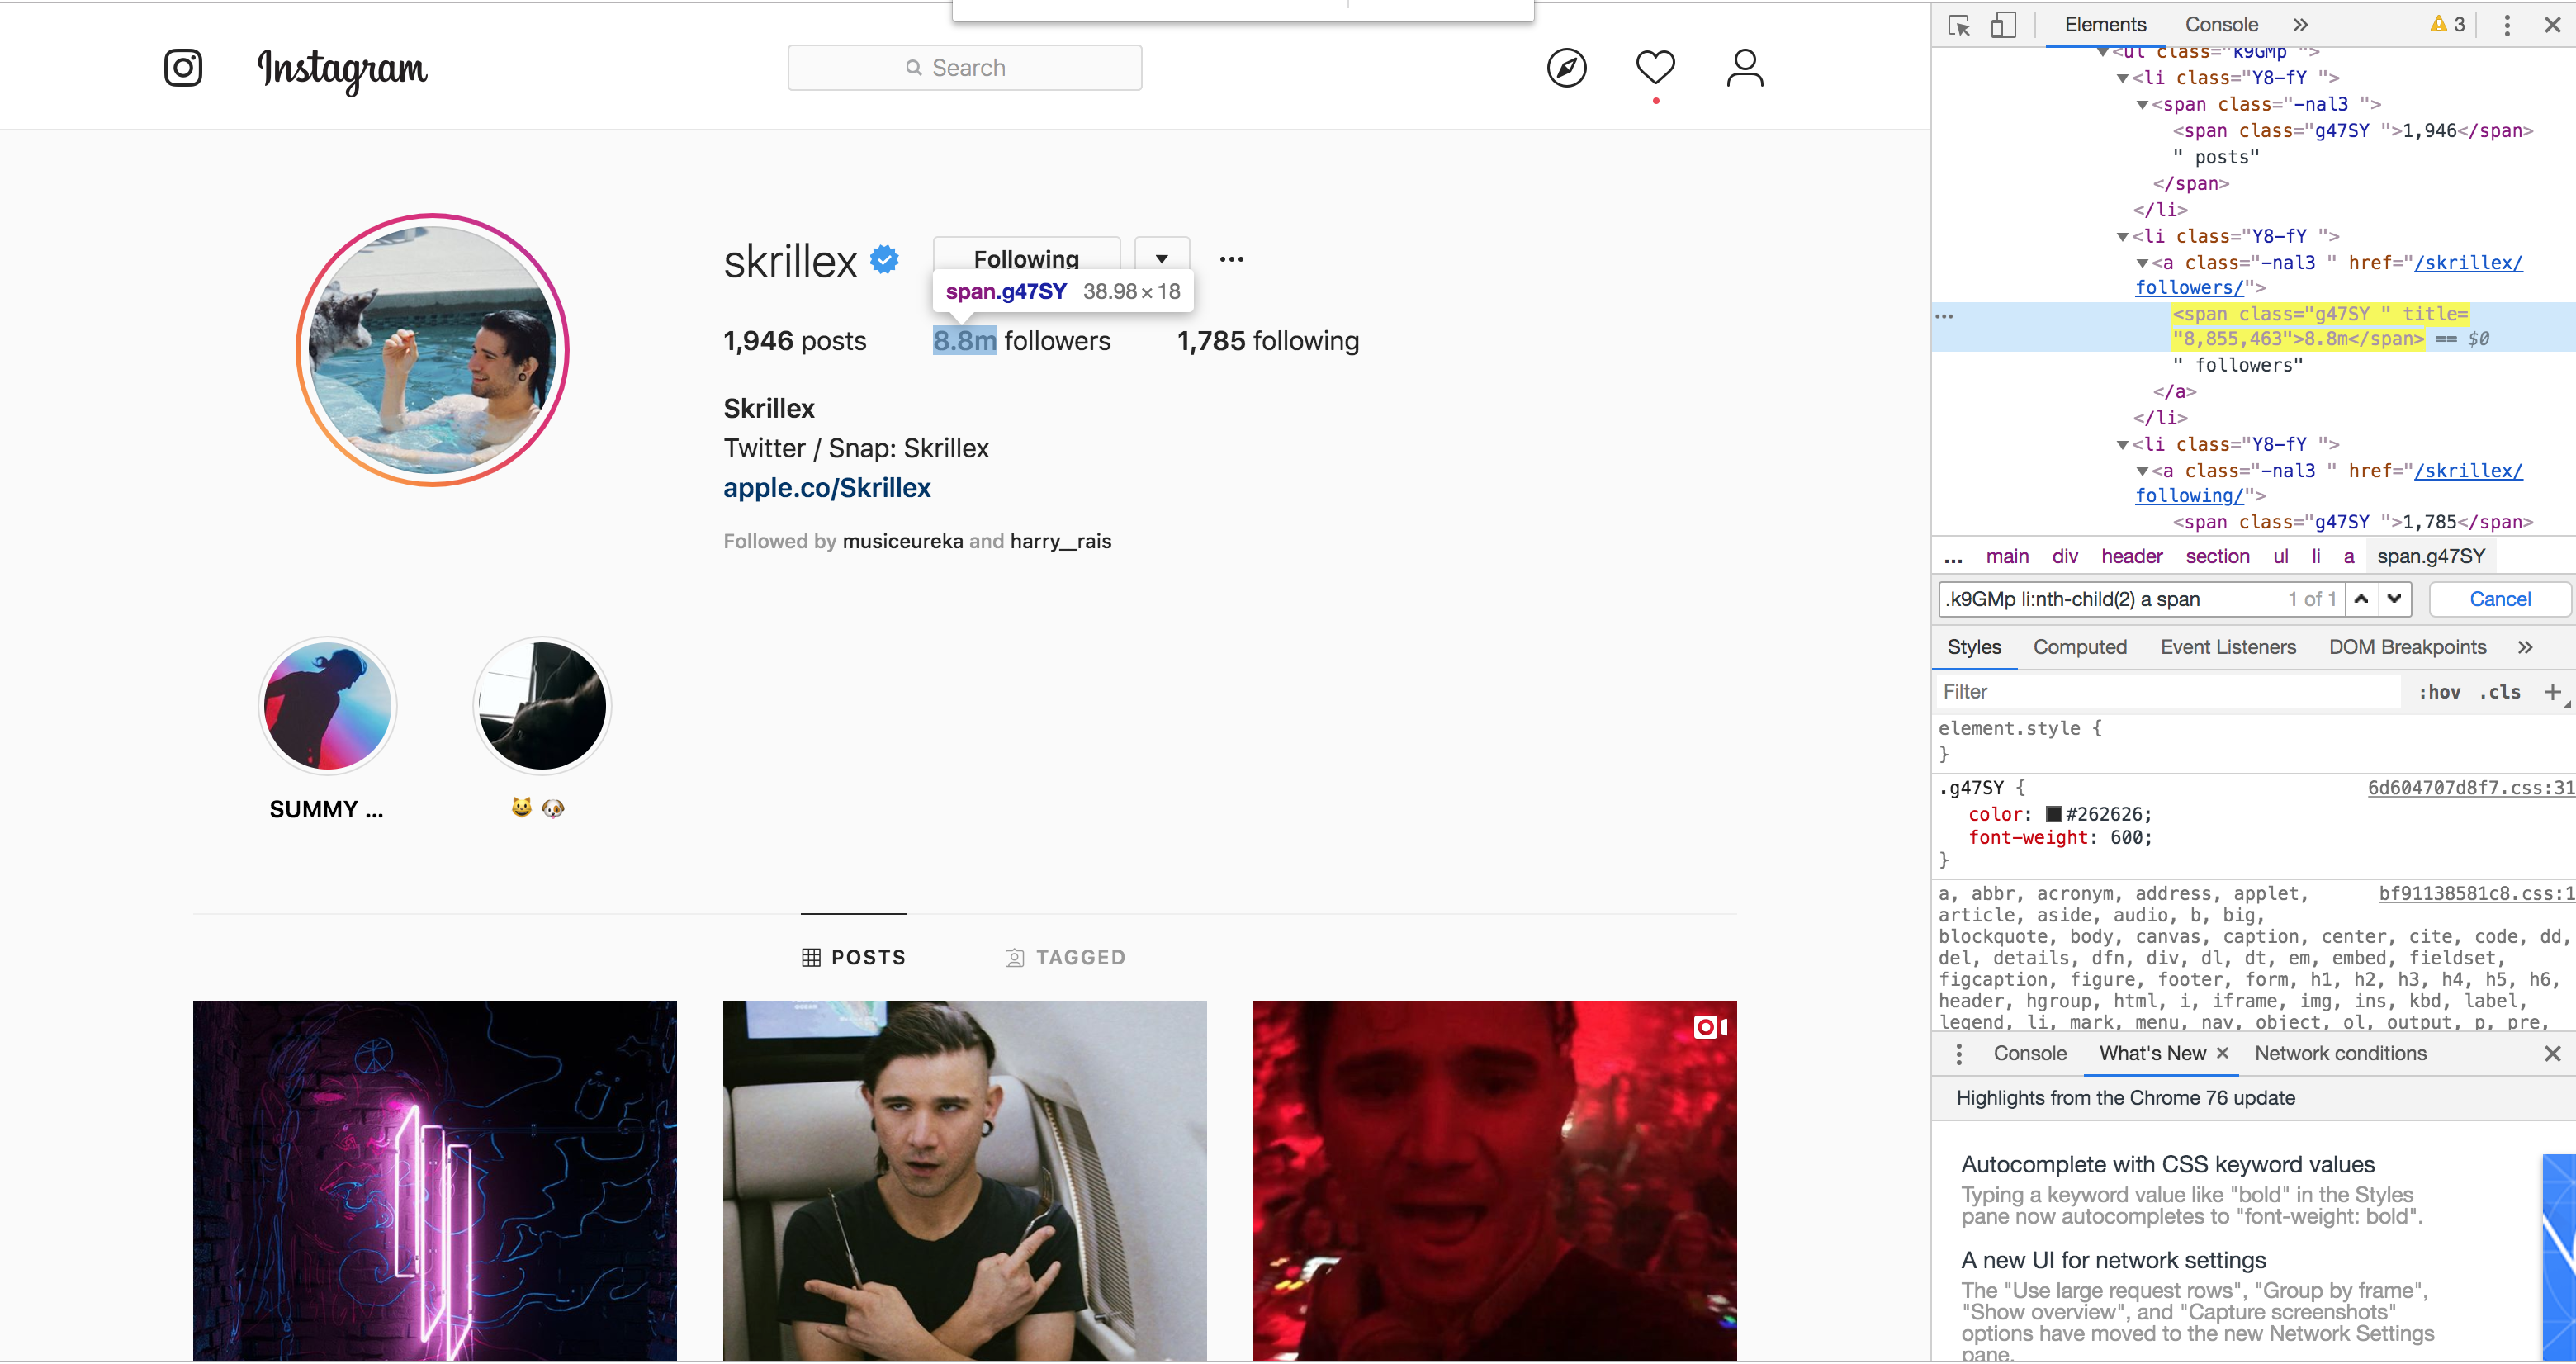 Instagram
Search
skrillex
Following
...
span.g47SY 38.98×18
1,946 posts
8.8m followers
1,785 following
Skrillex
Twitter / Snap: Skrillex
apple.co/Skrillex
Followed by musiceureka and harry__rais
SUMMY ...
😺 🐶
POSTS
TAGGED
Elements
Console
»
3
<ul class="k9GMp ">
<li class="Y8-fY ">
<span class="-nal3 ">
<span class="g47SY ">1,946</span>
" posts"
</span>
</li>
<li class="Y8-fY ">
<a class="-nal3 " href="/skrillex/
followers/">
<span class="g47SY " title=
"8,855,463">8.8m</span> == $0
" followers"
</a>
</li>
<li class="Y8-fY ">
<a class="-nal3 " href="/skrillex/
following/">
<span class="g47SY ">1,785</span>
... main div header section ul li a span.g47SY
.k9GMp li:nth-child(2) a span 1 of 1
Cancel
Styles Computed Event Listeners DOM Breakpoints »
Filter :hov .cls +
element.style {
}
.g47SY { 6d604707d8f7.css:31
color: #262626;
font-weight: 600;
}
a, abbr, acronym, address, applet, bf91138581c8.css:1
article, aside, audio, b, big,
blockquote, body, canvas, caption, center, cite, code, dd,
del, details, dfn, div, dl, dt, em, embed, fieldset,
figcaption, figure, footer, form, h1, h2, h3, h4, h5, h6,
header, hgroup, html, i, iframe, img, ins, kbd, label,
legend, li, mark, menu, nav, object, ol, output, p, pre,
Console What's New × Network conditions
Highlights from the Chrome 76 update
Autocomplete with CSS keyword values
Typing a keyword value like "bold" in the Styles
pane now autocompletes to "font-weight: bold".
A new UI for network settings
The "Use large request rows", "Group by frame",
"Show overview", and "Capture screenshots"
options have moved to the new Network Settings
pane.